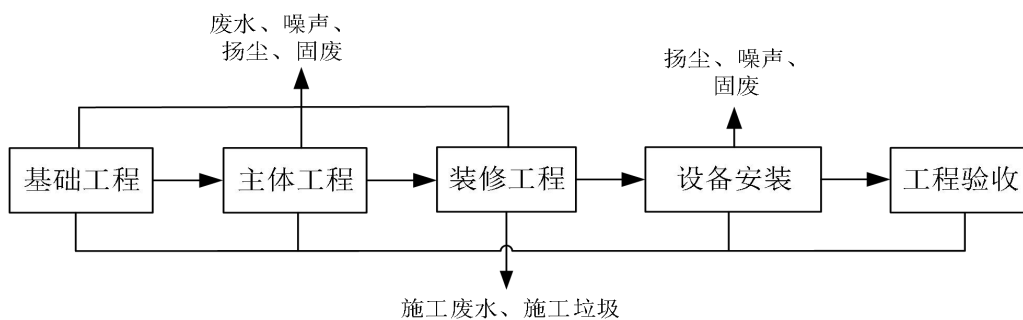 废水、噪声、
扬尘、固废
扬尘、噪声、
固废
基础工程
主体工程
装修工程
设备安装
工程验收
施工废水、施工垃圾